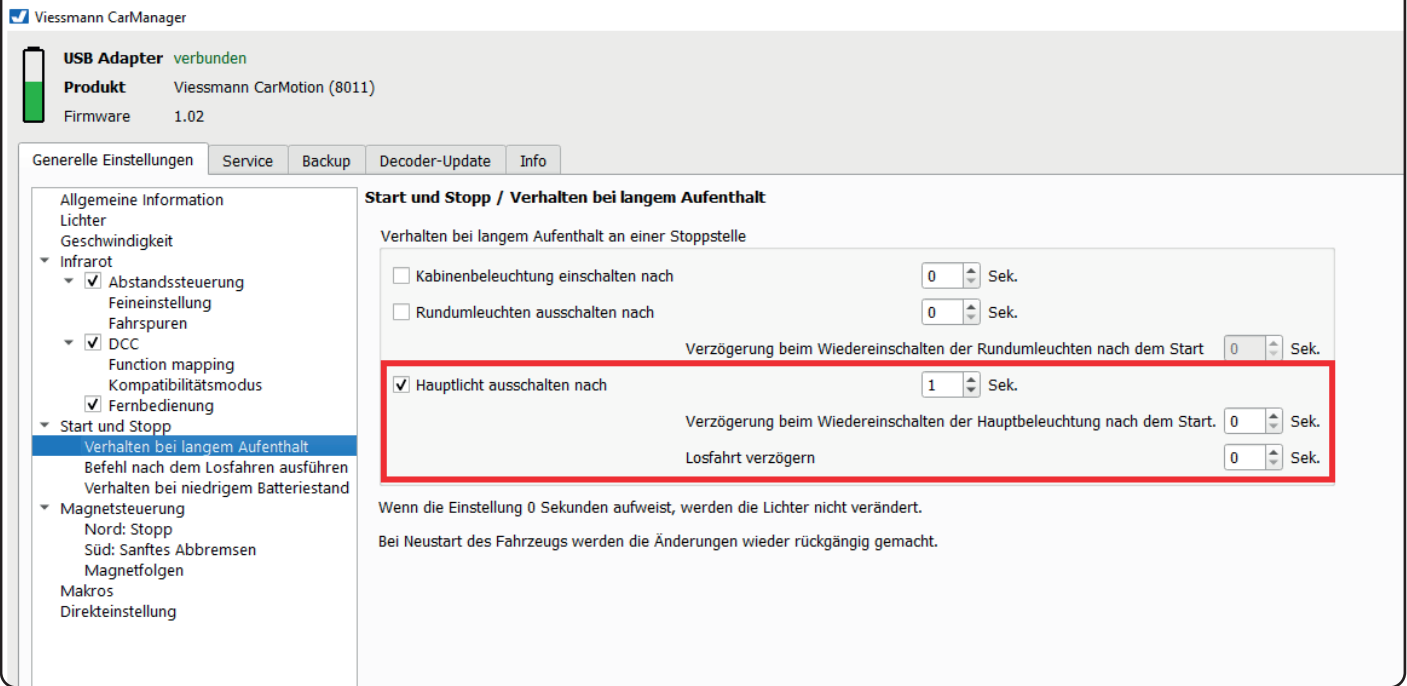 Viessmann CarManager
USB Adapter verbunden
Produkt Viessmann CarMotion (8011)
Firmware 1.02
Generelle Einstellungen Service Backup Decoder-Update Info
Allgemeine Information
Lichter
Geschwindigkeit
Infrarot
Abstandssteuerung
Feineinstellung
Fahrspuren
DCC
Function mapping
Kompatibilitätsmodus
Fernbedienung
Start und Stopp
Verhalten bei langem Aufenthalt
Befehl nach dem Losfahren ausführen
Verhalten bei niedrigem Batteriestand
Magnetsteuerung
Nord: Stopp
Süd: Sanftes Abbremsen
Magnetfolgen
Makros
Direkteinstellung
Start und Stopp / Verhalten bei langem Aufenthalt
Verhalten bei langem Aufenthalt an einer Stoppstelle
Kabinenbeleuchtung einschalten nach 0 Sek.
Rundumleuchten ausschalten nach 0 Sek.
Verzögerung beim Wiedereinschalten der Rundumleuchten nach dem Start 0 Sek.
Hauptlicht ausschalten nach 1 Sek.
Verzögerung beim Wiedereinschalten der Hauptbeleuchtung nach dem Start. 0 Sek.
Losfahrt verzögern 0 Sek.
Wenn die Einstellung 0 Sekunden aufweist, werden die Lichter nicht verändert.
Bei Neustart des Fahrzeugs werden die Änderungen wieder rückgängig gemacht.